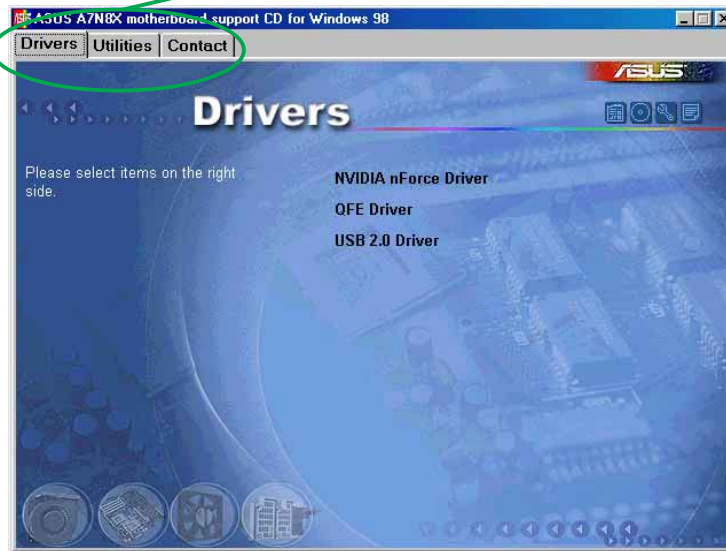 ASUS A7N8X motherboard support CD for Windows 98
Drivers Utilities Contact
ASUS
Drivers
Please select items on the right
side.
NVIDIA nForce Driver
QFE Driver
USB 2.0 Driver